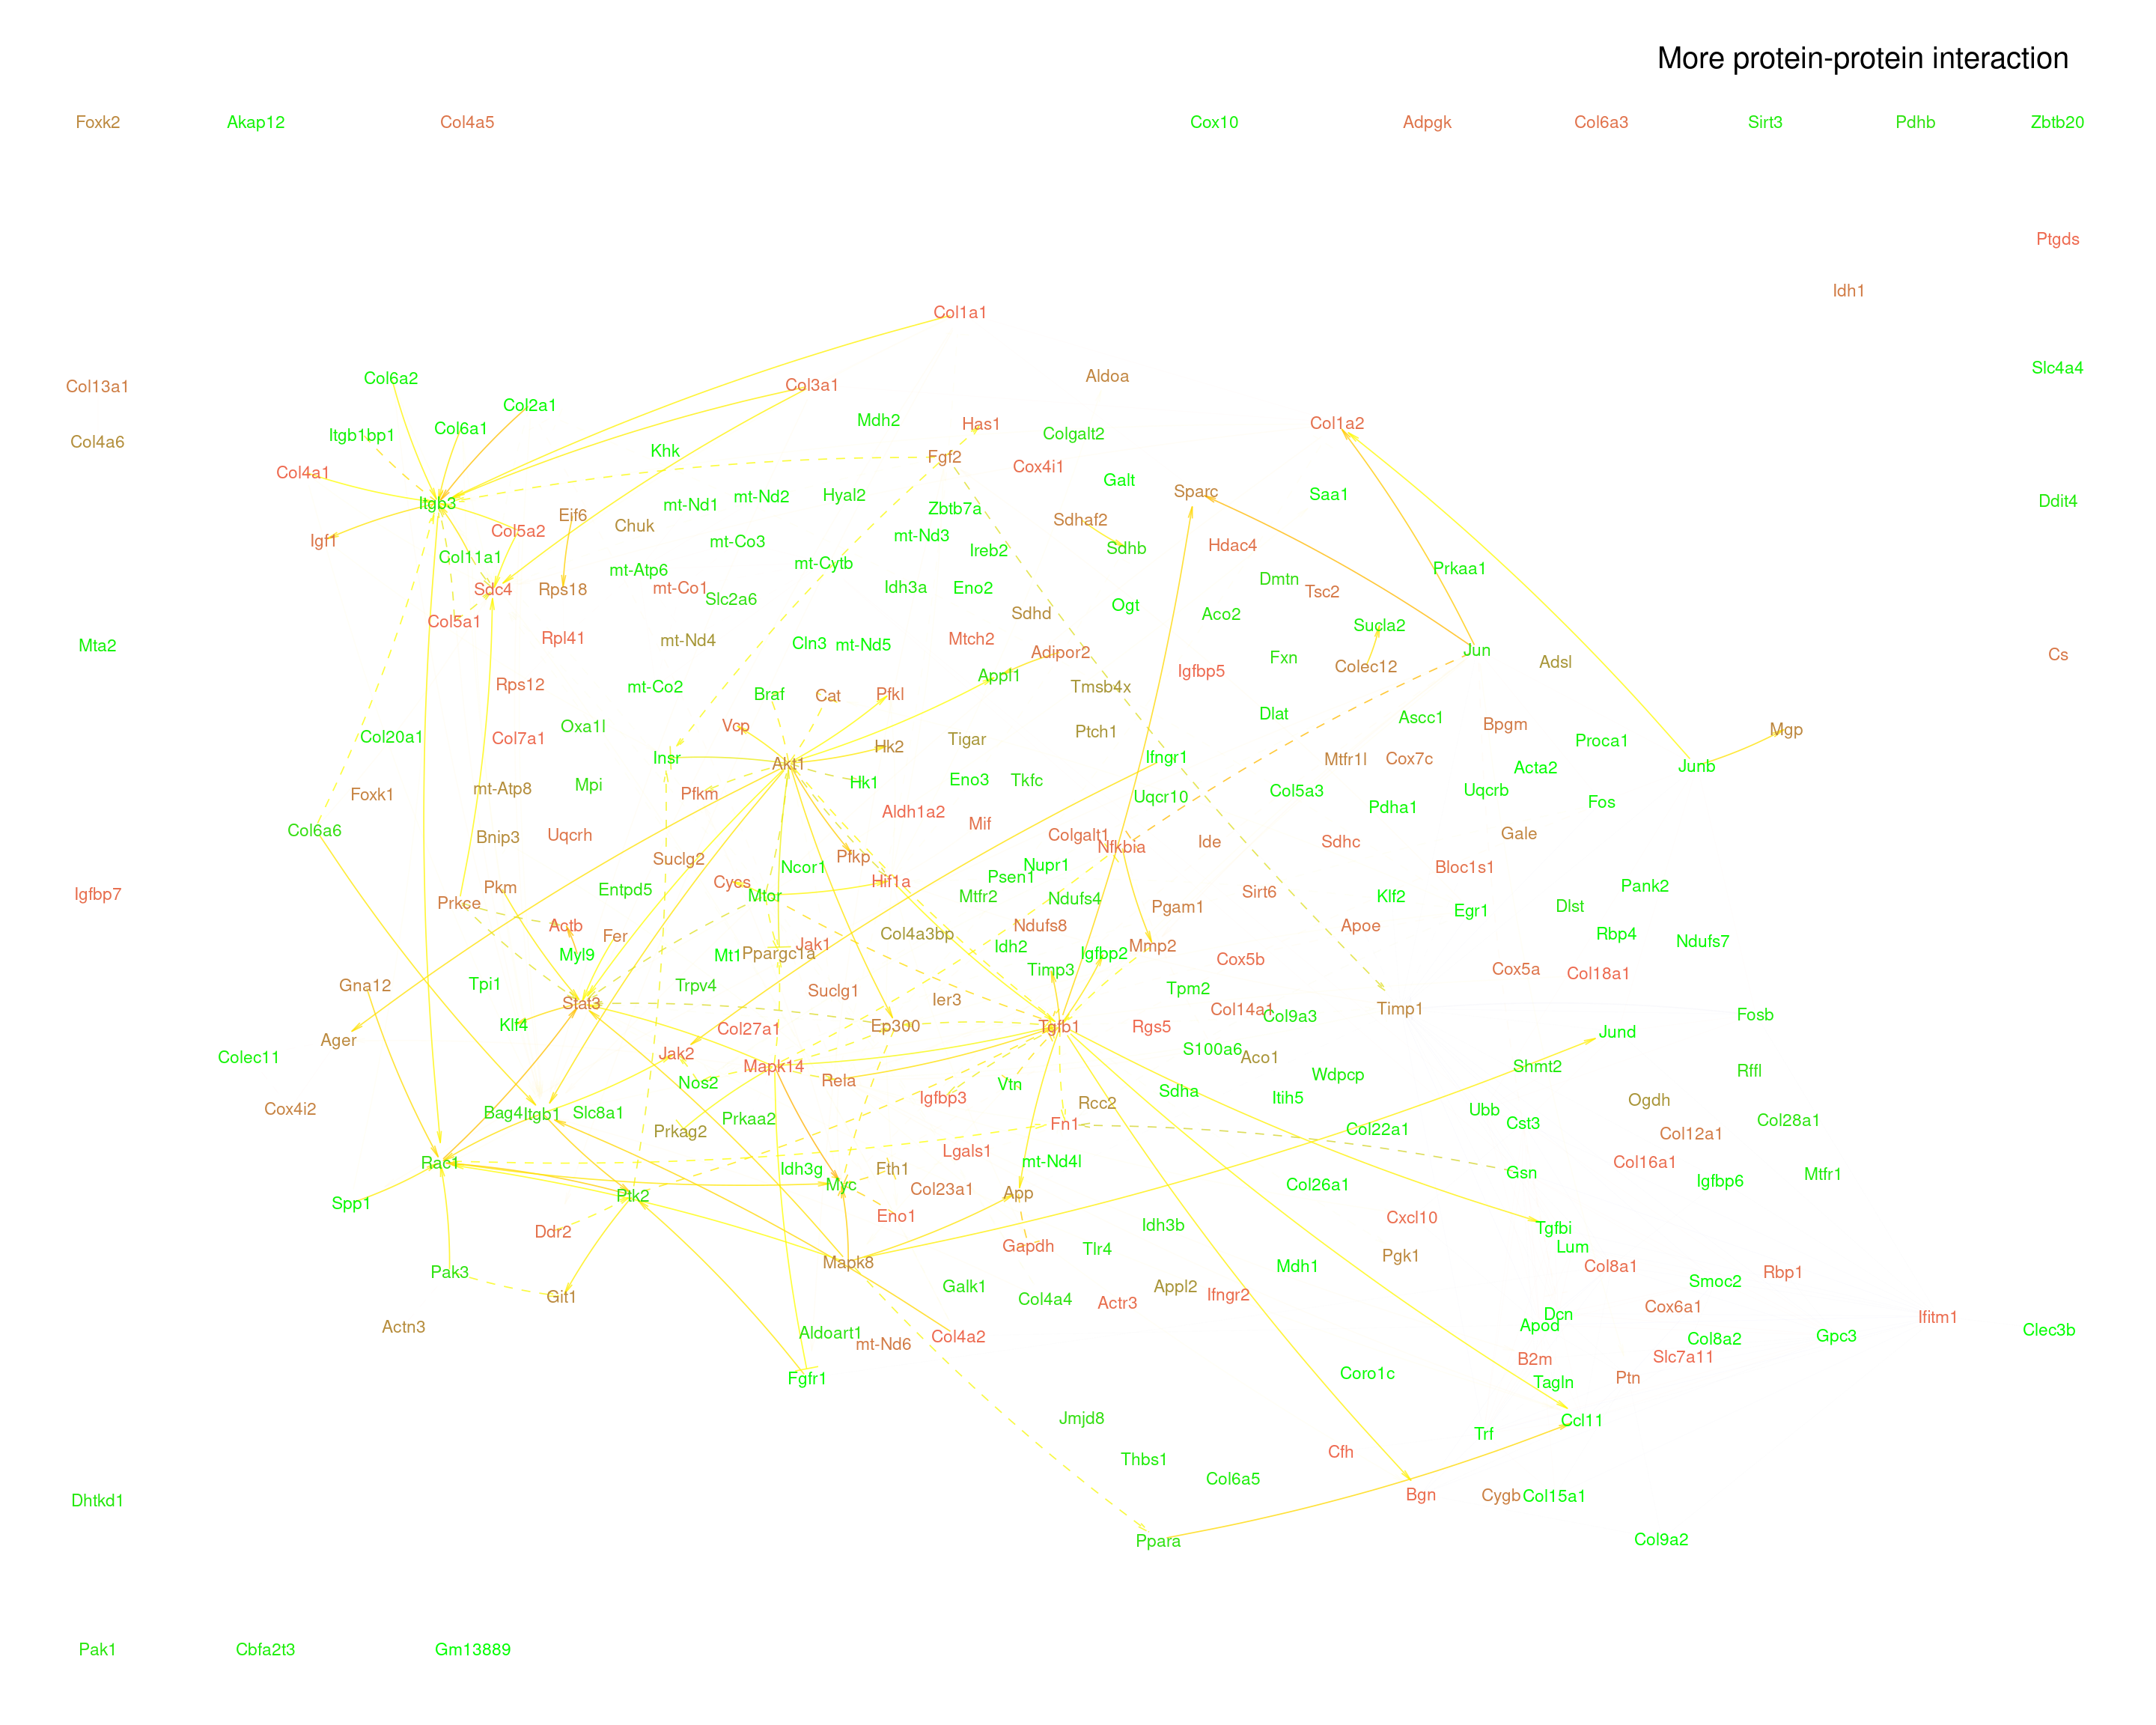 More protein-protein interaction
Foxk2 Akap12 Col4a5 Cox10 Adpgk Col6a3 Sirt3 Pdhb Zbtb20
Ptgds
Idh1
Col1a1
Slc4a4
Col6a2 Col3a1 Aldoa
Col13a1
Col2a1
Mdh2 Has1 Col1a2
Itgb1bp1 Col6a1 Colgalt2
Col4a6
Khk Fgf2
Col4a1 Cox4i1
Galt
mt-Nd1 mt-Nd2 Hyal2 Sparc Saa1
Itgb3 Zbtb7a Ddit4
Eif6 Chuk Sdhaf2
Igf1 Col5a2 mt-Co3 mt-Nd3 Ireb2 Sdhb Hdac4
Col11a1 mt-Atp6 mt-Cytb Prkaa1
Sdc4 Rps18 mt-Co1 Slc2a6 Idh3a Eno2 Dmtn Tsc2
Col5a1 Sdhd Ogt Aco2 Sucla2
Mta2 Rpl41 mt-Nd4 Cln3 mt-Nd5 Mtch2 Adipor2 Fxn Jun Cs
Rps12 mt-Co2 Appl1 Igfbp5 Colec12 Adsl
Braf Cat Pfkl Tmsb4x
Col20a1 Col7a1 Oxa1l Vcp Dlat Ascc1 Bpgm Mgp
Hk2 Tigar Ptch1 Proca1
Insr Akt1 Ifngr1 Mtfr1l Cox7c Acta2 Junb
Foxk1 mt-Atp8 Mpi Pfkm Hk1 Eno3 Tkfc Uqcr10 Col5a3 Pdha1 Uqcrb Fos
Col6a6 Bnip3 Uqcrh Aldh1a2 Mif Colgalt1 Nfkbia Ide Sdhc Gale
Suclg2 Pfkp
Igfbp7 Pkm Entpd5 Cycs Ncor1 Hif1a Psen1 Nupr1 Bloc1s1 Pank2
Prkce Mtor Mtfr2 Ndufs4 Pgam1 Sirt6 Klf2 Egr1 Dlst
Actb Fer Col4a3bp Ndufs8 Apoe Rbp4 Ndufs7
Myl9 Mt1 Ppargc1a Jak1 Idh2 Igfbp2 Mmp2
Gna12 Tpi1 Trpv4 Suclg1 Timp3 Tpm2 Cox5b Cox5a Col18a1
Stat3 Ier3 Col14a1 Col9a3 Timp1 Fosb
Ager Klf4 Col27a1 Ep300 Tgfb1 Rgs5 Jund
Colec11 Jak2 Mapk14 S100a6 Aco1 Shmt2 Rffl
Nos2 Rela Vtn Sdha Wdpcp
Cox4i2 Bag4 Itgb1 Slc8a1 Prkaa2 Igfbp3 Rcc2 Itih5 Ubb Ogdh
Prkag2 Fn1 Col22a1 Cst3 Col12a1 Col28a1
Rac1 Idh3g Fth1 Lgals1 mt-Nd4l Gsn Col16a1 Igfbp6 Mtfr1
Spp1 Ptk2 Myc Col23a1 App Col26a1
Ddr2 Eno1 Gapdh Tlr4 Idh3b Cxcl10 Tgfbi
Pak3 Mapk8 Mdh1 Pgk1 Lum Col8a1 Smoc2 Rbp1
Git1 Galk1 Col4a4 Actr3 Appl2 Ifngr2 Cox6a1 Ifitm1
Actn3 Aldoart1 mt-Nd6 Col4a2 Dcn Apod Col8a2 Gpc3 Clec3b
Fgfr1 Coro1c B2m Slc7a11 Ptn
Tagln
Jmjd8 Trf Ccl11
Thbs1 Col6a5 Cfh
Dhtkd1 Bgn Cygb Col15a1
Ppara Col9a2
Pak1 Cbfa2t3 Gm13889